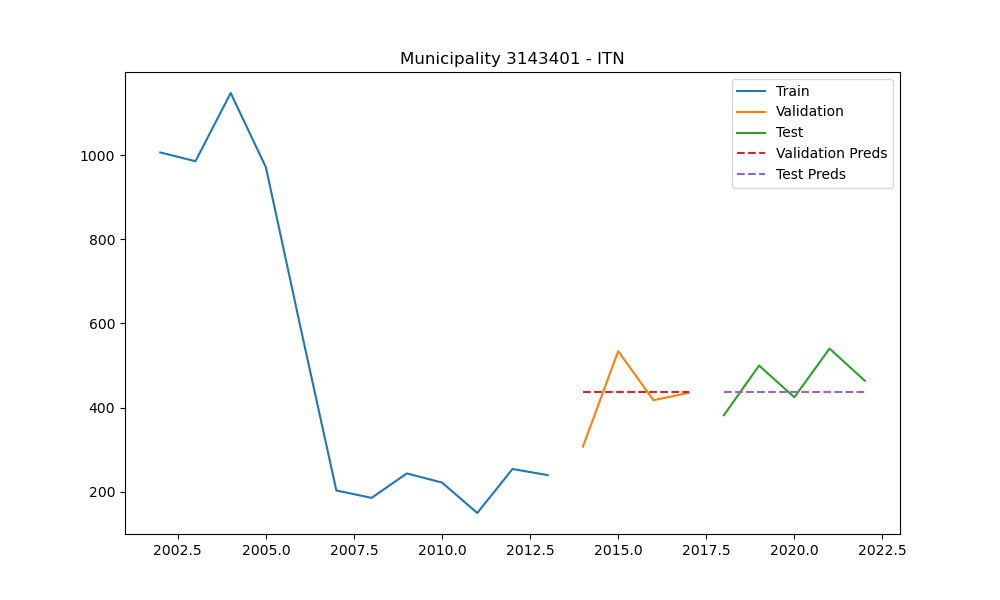 Municipality 3143401 - ITN
Train
Validation
Test
Validation Preds
Test Preds
1000
800
600
400
200
2002.5 2005.0 2007.5 2010.0 2012.5 2015.0 2017.5 2020.0 2022.5